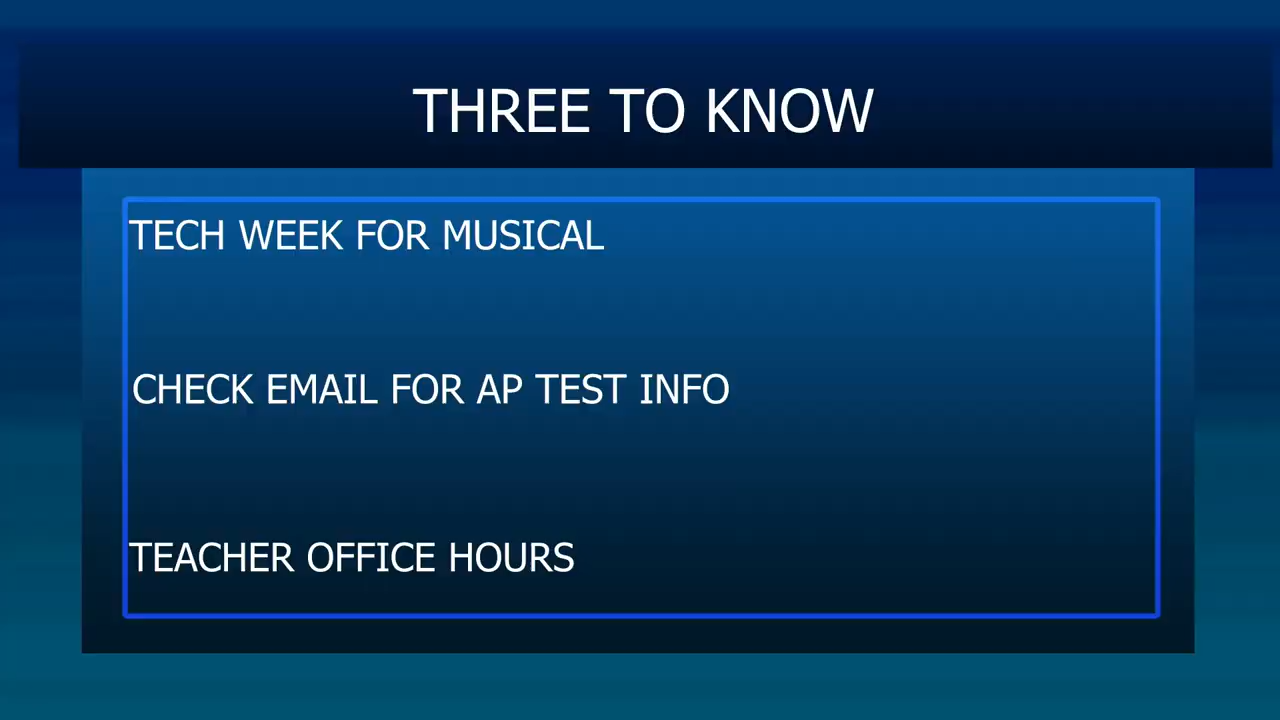 THREE TO KNOW
TECH WEEK FOR MUSICAL
CHECK EMAIL FOR AP TEST INFO
TEACHER OFFICE HOURS